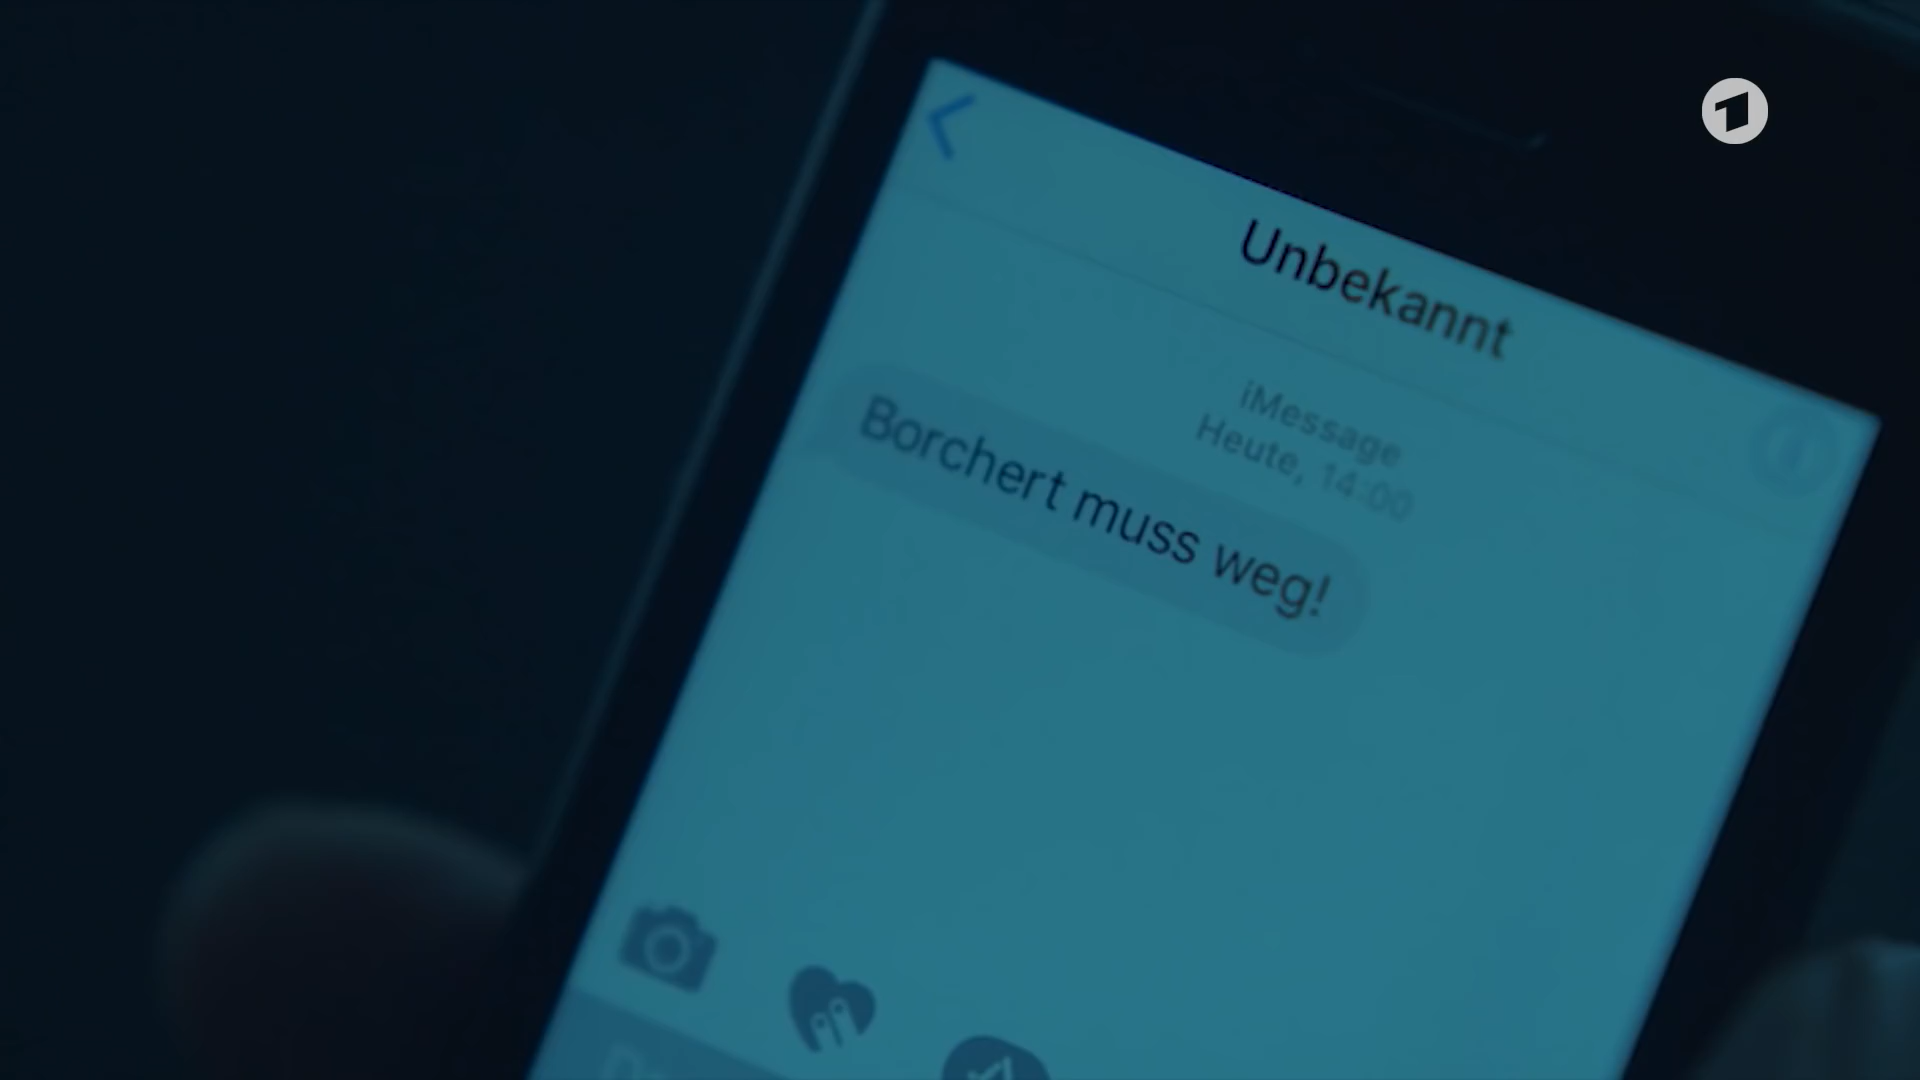 Unbekannt
iMessage
Heute, 14:00
Borchert muss weg!